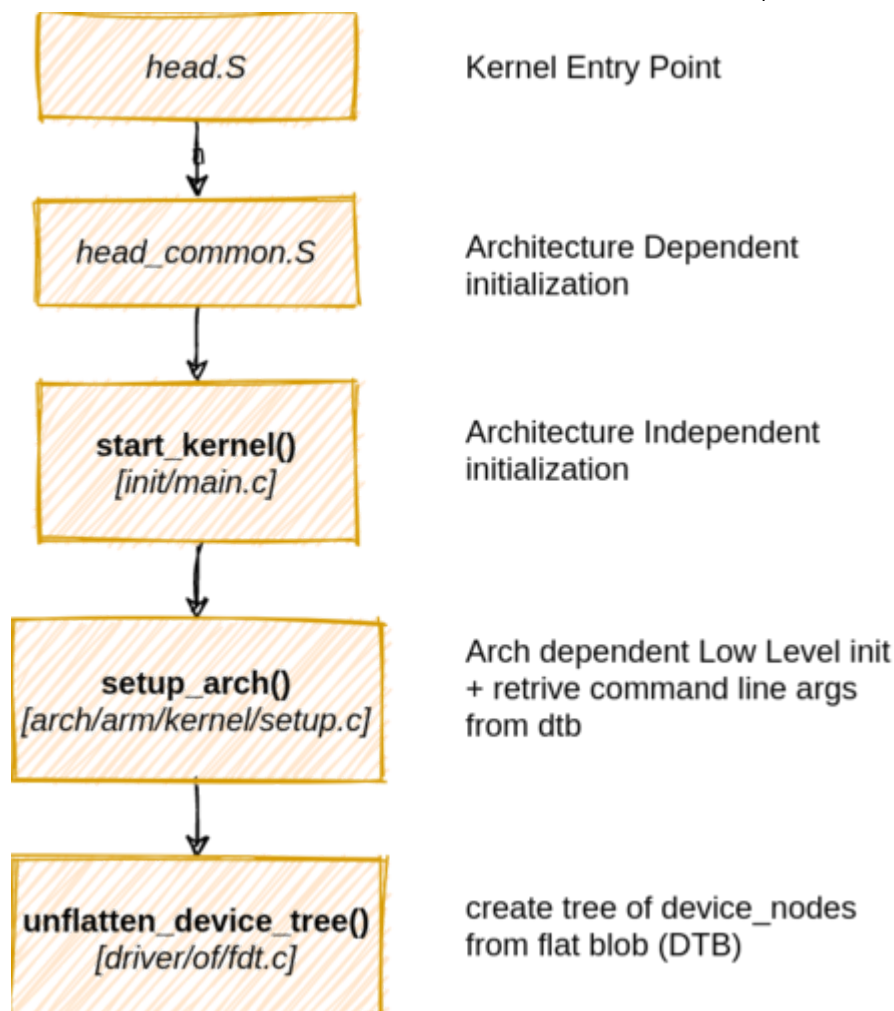 head.S
Kernel Entry Point
head_common.S
Architecture Dependent
initialization
start_kernel()
[init/main.c]
Architecture Independent
initialization
setup_arch()
[arch/arm/kernel/setup.c]
Arch dependent Low Level init
+ retrive command line args
from dtb
unflatten_device_tree()
[driver/of/fdt.c]
create tree of device_nodes
from flat blob (DTB)